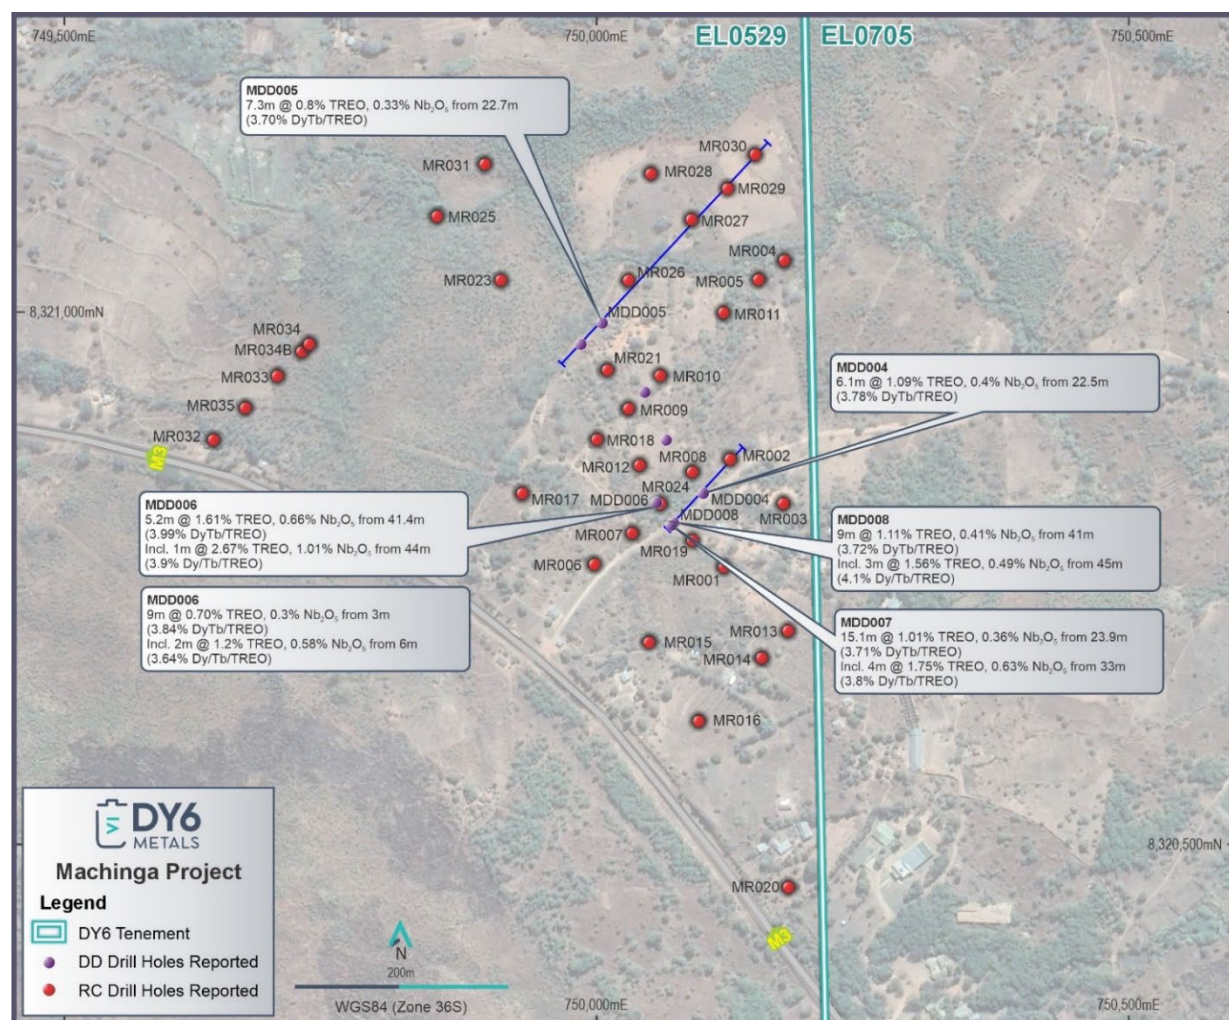 749,500mE
750,000mE
EL0529
EL0705
750,500mE
MDD005
7.3m @ 0.8% TREO, 0.33% Nb₂O₅ from 22.7m
(3.70% DyTb/TREO)
MR030
MR031
MR028
MR029
MR025
MR027
MR004
MR023
MR026
MR005
8,321,000mN
MDD005
MR011
MR034
MR034B
MR021
MR033
MR010
MDD004
6.1m @ 1.09% TREO, 0.4% Nb₂O₅ from 22.5m
(3.78% DyTb/TREO)
MR035
MR009
MR032
M3
MR018
MR008
MR002
MR012
MR024
MR017
MDD006
MDD004
MR003
MDD006
5.2m @ 1.61% TREO, 0.66% Nb₂O₅ from 41.4m
(3.99% DyTb/TREO)
Incl. 1m @ 2.67% TREO, 1.01% Nb₂O₅ from 44m
(3.9% Dy/Tb/TREO)
MDD008
MDD008
9m @ 1.11% TREO, 0.41% Nb₂O₅ from 41m
(3.72% DyTb/TREO)
Incl. 3m @ 1.56% TREO, 0.49% Nb₂O₅ from 45m
(4.1% Dy/Tb/TREO)
MR007
MR019
MR006
MR001
MDD006
9m @ 0.70% TREO, 0.3% Nb₂O₅ from 3m
(3.84% DyTb/TREO)
Incl. 2m @ 1.2% TREO, 0.58% Nb₂O₅ from 6m
(3.64% Dy/Tb/TREO)
MDD007
15.1m @ 1.01% TREO, 0.36% Nb₂O₅ from 23.9m
(3.71% DyTb/TREO)
Incl. 4m @ 1.75% TREO, 0.63% Nb₂O₅ from 33m
(3.8% Dy/Tb/TREO)
MR013
MR015
MR014
MR016
8,320,500mN
MR020
M3
DY6
METALS
Machinga Project
Legend
DY6 Tenement
DD Drill Holes Reported
RC Drill Holes Reported
N
200m
WGS84 (Zone 36S)
750,000mE
750,500mE